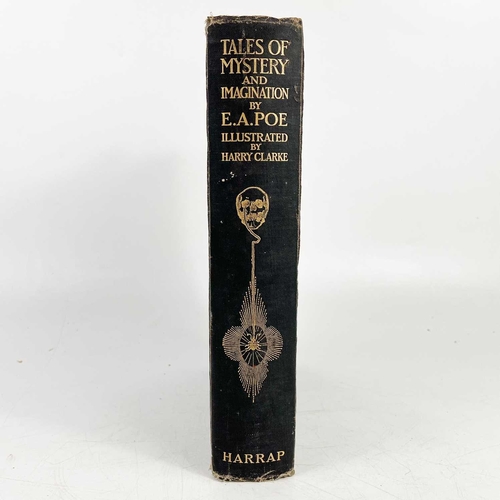 TALES OF
MYSTERY
AND
IMAGINATION
BY
E.A.POE
ILLUSTRATED
BY
HARRY CLARKE
HARRAP